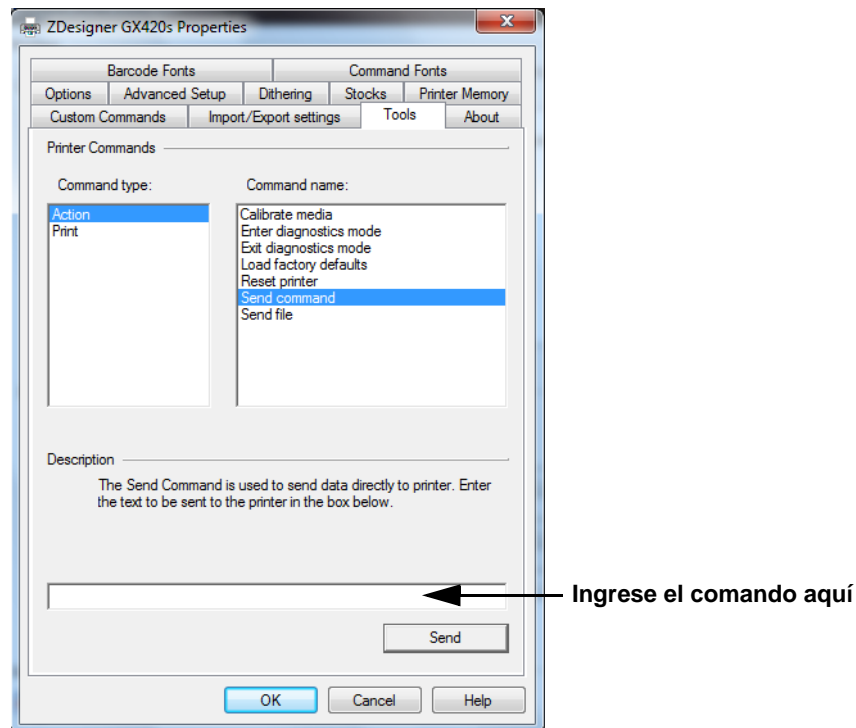 ZDesigner GX420s Properties
Barcode Fonts
Command Fonts
Options
Advanced Setup
Dithering
Stocks
Printer Memory
Custom Commands
Import/Export settings
Tools
About
Printer Commands
Command type:
Command name:
Action
Print
Calibrate media
Enter diagnostics mode
Exit diagnostics mode
Load factory defaults
Reset printer
Send command
Send file
Description
The Send Command is used to send data directly to printer. Enter
the text to be sent to the printer in the box below.
Ingrese el comando aquí
Send
OK
Cancel
Help